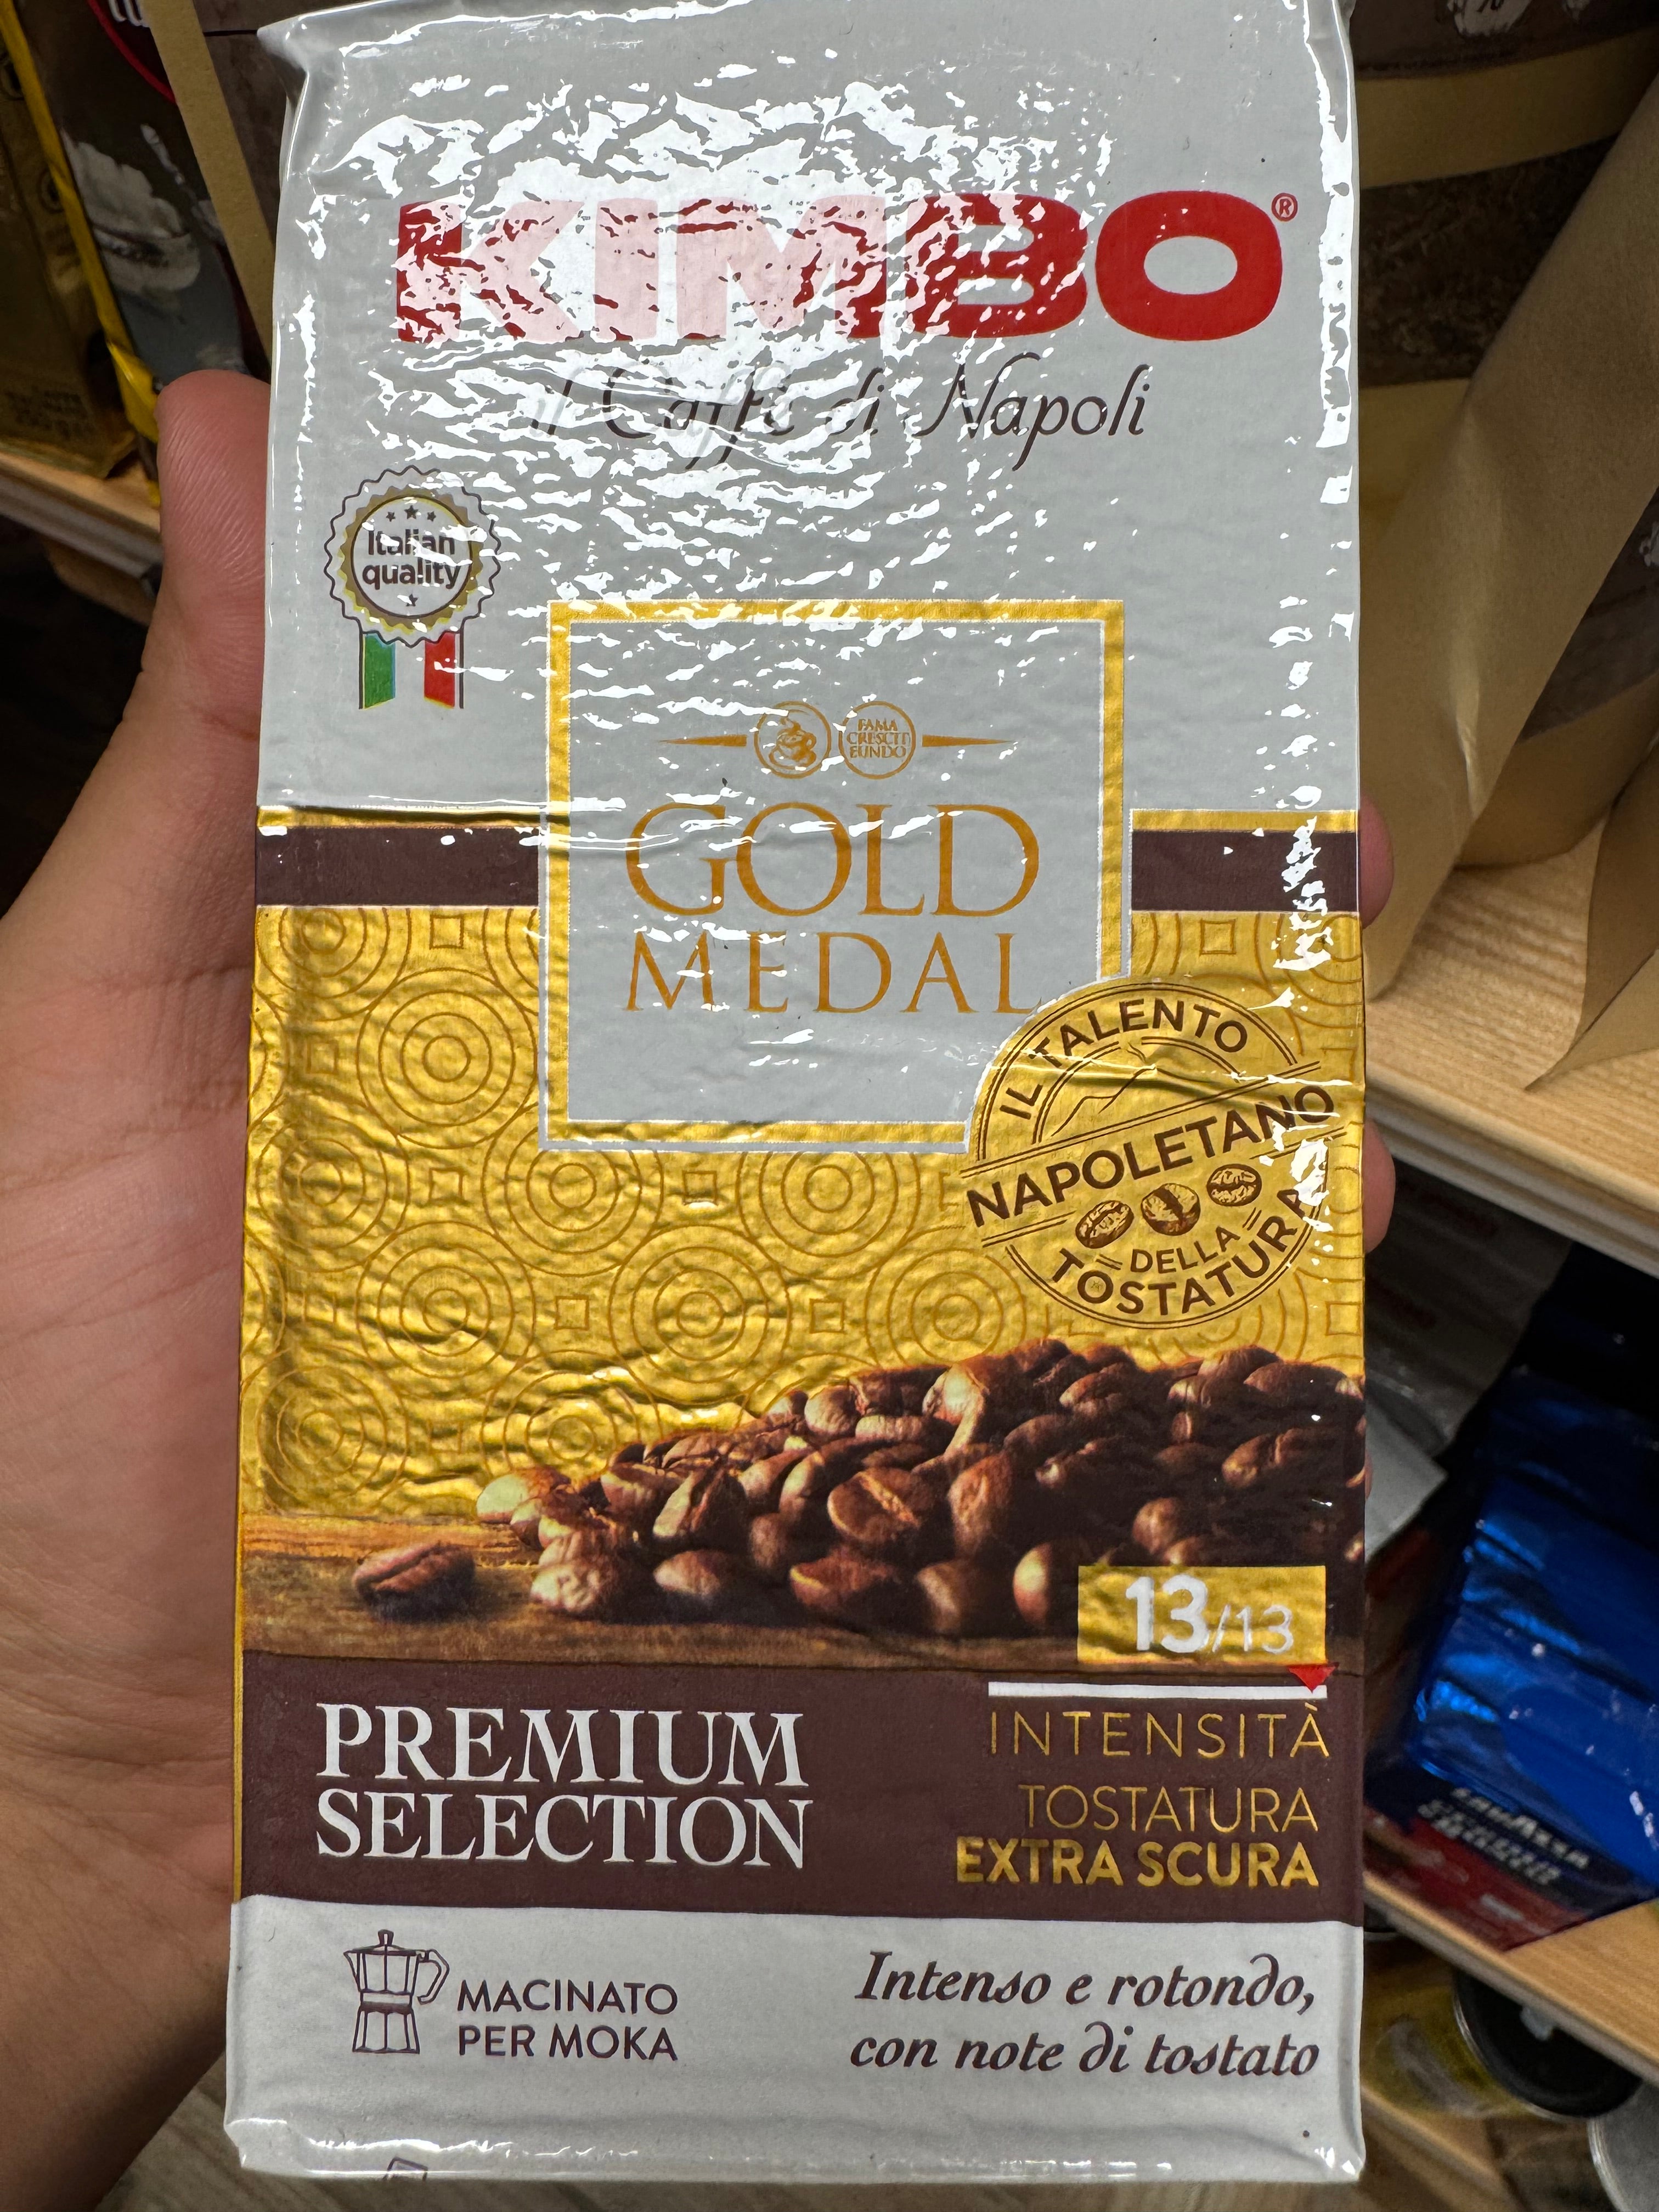 KIMBO®
il Caffè di Napoli
Italian
quality
FAMA
CRESCIT
EUNDO
GOLD
MEDAL
IL TALENTO
NAPOLETANO
DELLA
TOSTATURA
13/13
INTENSITÀ
PREMIUM
SELECTION
TOSTATURA
EXTRA SCURA
MACINATO
PER MOKA
Intenso e rotondo,
con note di tostato
LAVAZZA